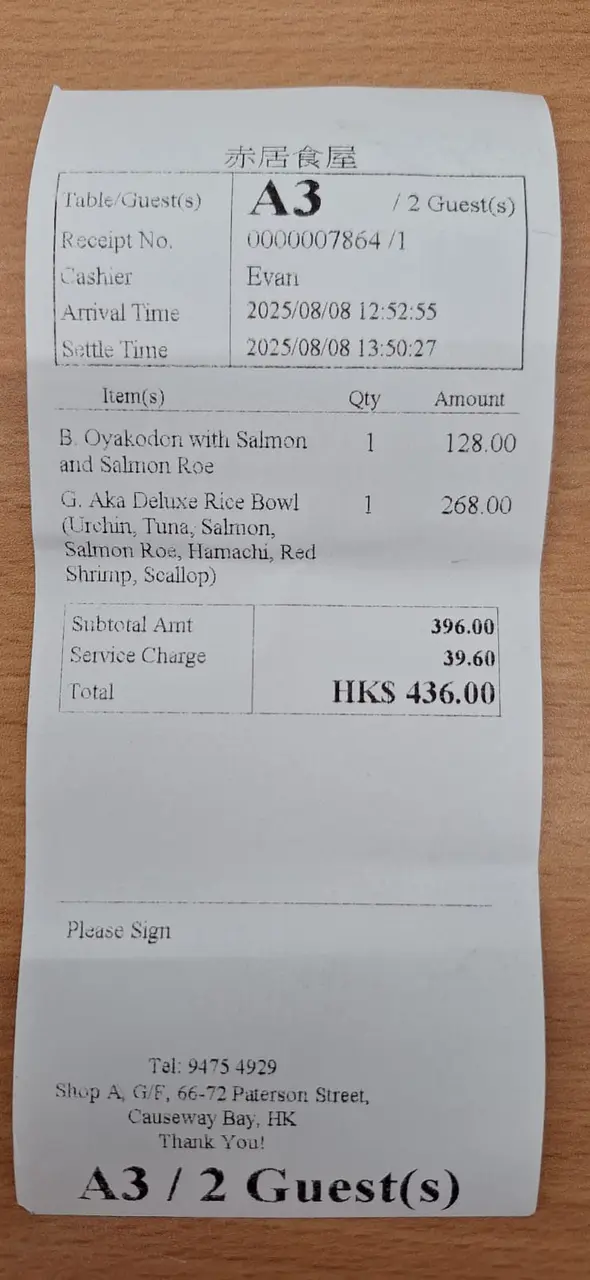 赤居食屋
Table/Guest(s) A3 / 2 Guest(s)
Receipt No. 0000007864 /1
Cashier Evan
Arrival Time 2025/08/08 12:52:55
Settle Time 2025/08/08 13:50:27
Item(s) Qty Amount
B. Oyakodon with Salmon 1 128.00
and Salmon Roe
G. Aka Deluxe Rice Bowl 1 268.00
(Urchin, Tuna, Salmon,
Salmon Roe, Hamachi, Red
Shrimp, Scallop)
Subtotal Amt 396.00
Service Charge 39.60
Total HK$ 436.00
Please Sign
Tel: 9475 4929
Shop A, G/F, 66-72 Paterson Street,
Causeway Bay, HK
Thank You!
A3 / 2 Guest(s)